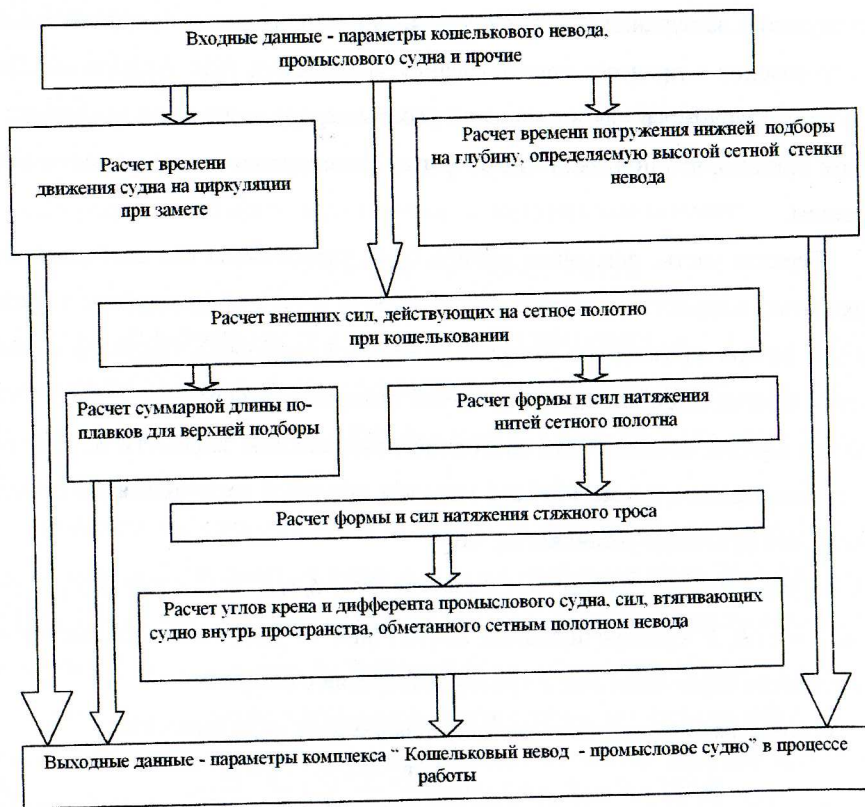 Входные данные - параметры кошелькового невода,
промыслового судна и прочие
Расчет времени
движения судна на циркуляции
при замете
Расчет времени погружения нижней подборы
на глубину, определяемую высотой сетной стенки
невода
Расчет внешних сил, действующих на сетное полотно
при кошельковании
Расчет суммарной длины по-
плавков для верхней подборы
Расчет формы и сил натяжения
нитей сетного полотна
Расчет формы и сил натяжения стяжного троса
Расчет углов крена и дифферента промыслового судна, сил, втягивающих
судно внутрь пространства, обметанного сетным полотном невода
Выходные данные - параметры комплекса “ Кошельковый невод - промысловое судно” в процессе
работы